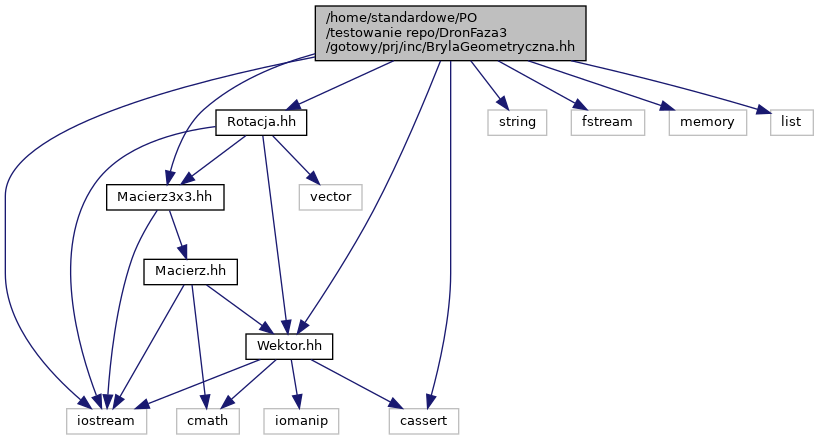 /home/standardowe/PO
/testowanie repo/DronFaza3
/gotowy/prj/inc/BrylaGeometryczna.hh
Rotacja.hh
string
fstream
memory
list
Macierz3x3.hh
vector
Macierz.hh
Wektor.hh
iostream
cmath
iomanip
cassert